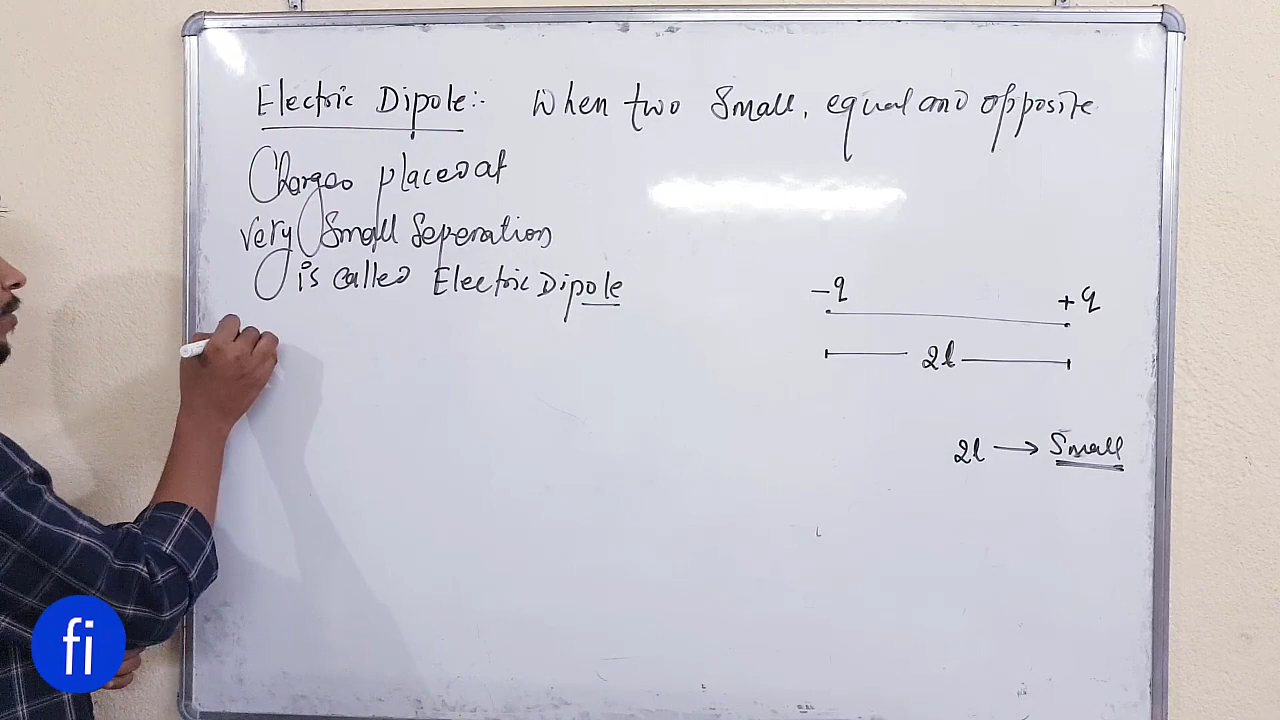 Electric Dipole:- When two small, equal and opposite
Charges placed at
very small Seperation
is called Electric Dipole
-q
+q
2l
2l → Small
fi